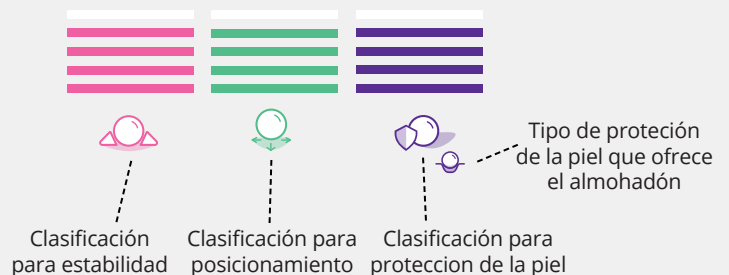 Tipo de proteción
de la piel que ofrece
el almohadón
Clasificación
para estabilidad
Clasificación para
posicionamiento
Clasificación para
proteccion de la piel